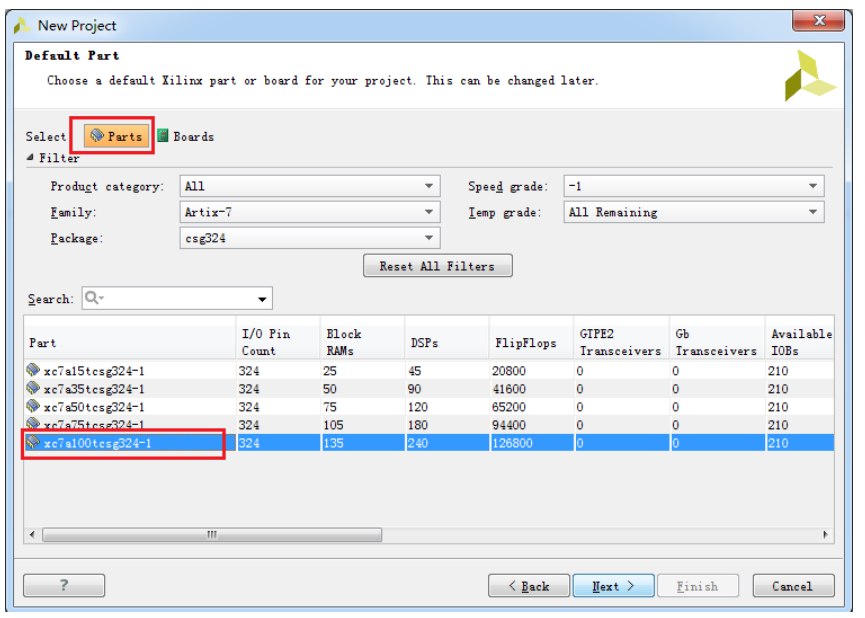 New Project
Default Part
Choose a default Xilinx part or board for your project. This can be changed later.
Select Parts Boards
Filter
Product category: All Speed grade: -1
Family: Artix-7 Temp grade: All Remaining
Package: csg324
Reset All Filters
Search:
Part I/O Pin Count Block RAMs DSPs FlipFlops GTPE2 Transceivers Gb Transceivers Available IOBs
xc7a15tcsg324-1 324 25 45 20800 0 0 210
xc7a35tcsg324-1 324 50 90 41600 0 0 210
xc7a50tcsg324-1 324 75 120 65200 0 0 210
xc7a75tcsg324-1 324 105 180 94400 0 0 210
xc7a100tcsg324-1 324 135 240 126800 0 0 210
? < Back Next > Finish Cancel